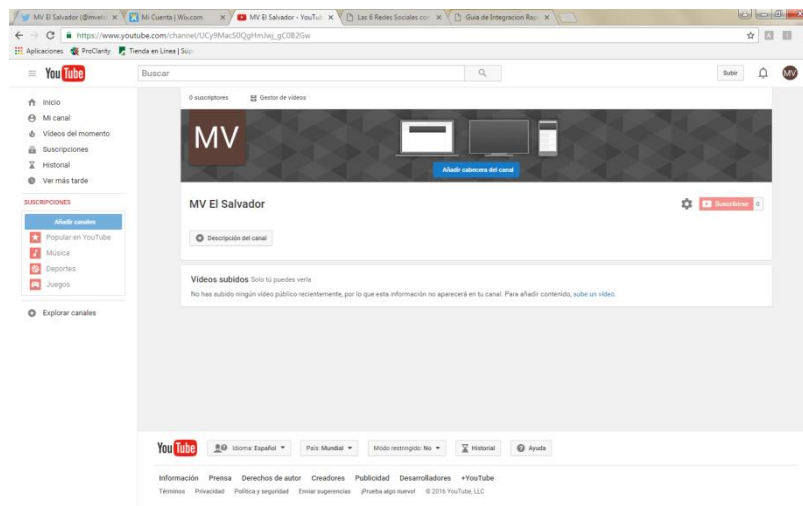 MV El Salvador (@mvels
Mi Cuenta | Wix.com
MV El Salvador - YouTub
Las 6 Redes Sociales con
Guia de Integracion Rap
https://www.youtube.com/channel/
Aplicaciones
ProClarity
Tienda en Línea | Súp
YouTube
Buscar
Subir
MV
Inicio
Mi canal
Vídeos del momento
Suscripciones
Historial
Ver más tarde
SUSCRIPCIONES
Añadir canales
Popular en YouTube
Música
Deportes
Juegos
Explorar canales
0 suscriptores
Gestor de vídeos
MV
Añadir cabecera del canal
MV El Salvador
Suscribirse 0
Descripción del canal
Vídeos subidos Solo tú puedes verla
No has subido ningún vídeo público recientemente, por lo que esta información no aparecerá en tu canal. Para añadir contenido, sube un vídeo.
YouTube
Idioma: Español
País: Mundial
Modo restringido: No
Historial
Ayuda
Información Prensa Derechos de autor Creadores Publicidad Desarrolladores +YouTube
Términos Privacidad Política y seguridad Enviar sugerencias ¡Prueba algo nuevo! © 2016 YouTube, LLC